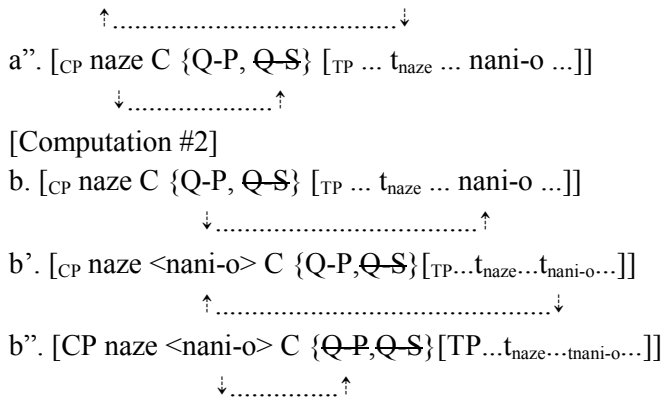 a”. [CP naze C {Q-P, Q-S} [TP ... tnaze ... nani-o ...]]
[Computation #2]
b. [CP naze C {Q-P, Q-S} [TP ... tnaze ... nani-o ...]]
b’. [CP naze <nani-o> C {Q-P,Q-S}[TP...tnaze...tnani-o...]]
b”. [CP naze <nani-o> C {Q-P,Q-S}[TP...tnaze...tnani-o...]]